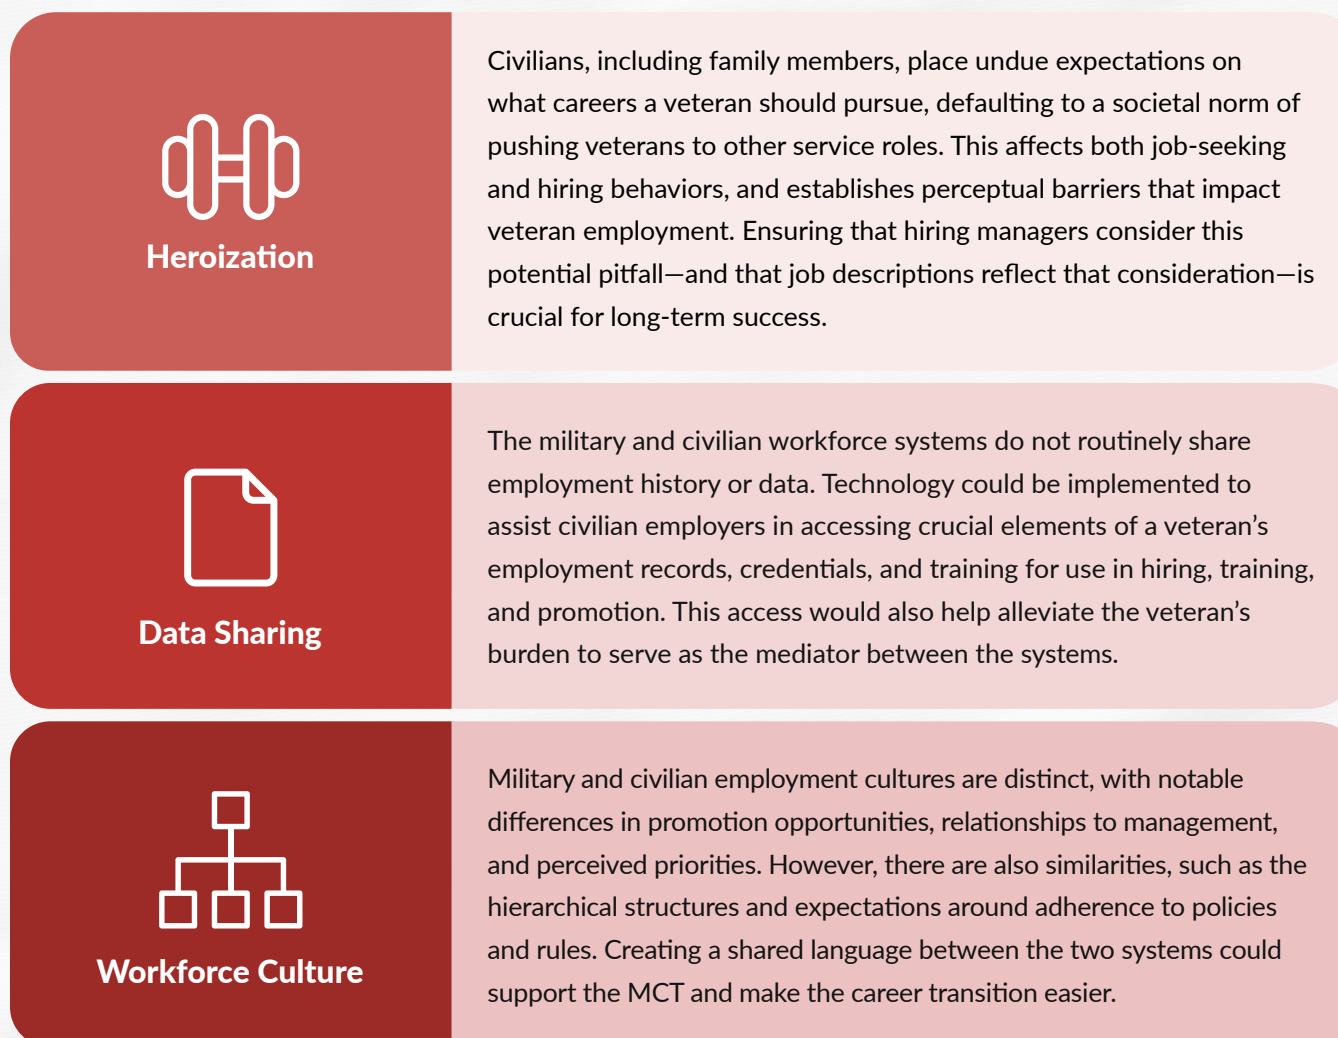 Heroization
Civilians, including family members, place undue expectations on
what careers a veteran should pursue, defaulting to a societal norm of
pushing veterans to other service roles. This affects both job-seeking
and hiring behaviors, and establishes perceptual barriers that impact
veteran employment. Ensuring that hiring managers consider this
potential pitfall—and that job descriptions reflect that consideration—is
crucial for long-term success.
Data Sharing
The military and civilian workforce systems do not routinely share
employment history or data. Technology could be implemented to
assist civilian employers in accessing crucial elements of a veteran’s
employment records, credentials, and training for use in hiring, training,
and promotion. This access would also help alleviate the veteran’s
burden to serve as the mediator between the systems.
Workforce Culture
Military and civilian employment cultures are distinct, with notable
differences in promotion opportunities, relationships to management,
and perceived priorities. However, there are also similarities, such as the
hierarchical structures and expectations around adherence to policies
and rules. Creating a shared language between the two systems could
support the MCT and make the career transition easier.